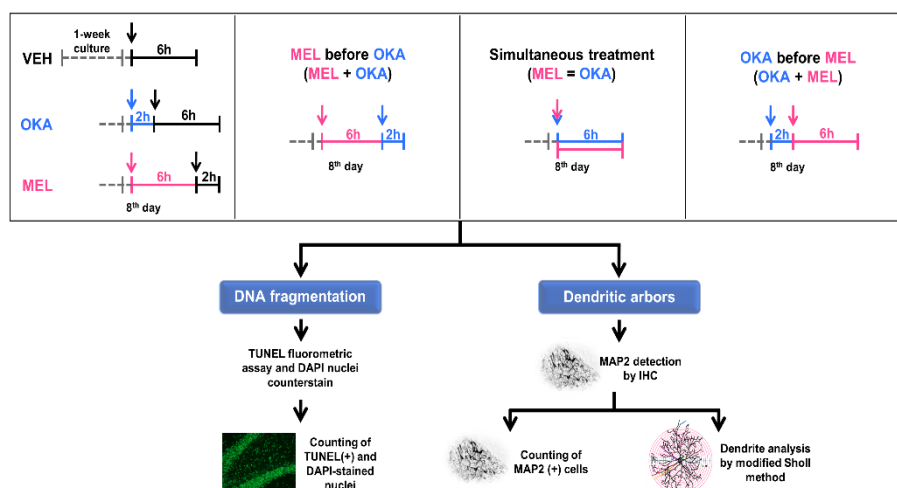 1-week
culture
VEH
6h
OKA
2h
6h
MEL
6h
2h
8th day
MEL before OKA
(MEL + OKA)
6h
2h
8th day
Simultaneous treatment
(MEL = OKA)
6h
8th day
OKA before MEL
(OKA + MEL)
2h
6h
8th day
DNA fragmentation
Dendritic arbors
TUNEL fluorometric
assay and DAPI nuclei
counterstain
MAP2 detection
by IHC
Counting of
TUNEL(+) and
DAPI-stained
nuclei
Counting of
MAP2 (+) cells
Dendrite analysis
by modified Sholl
method